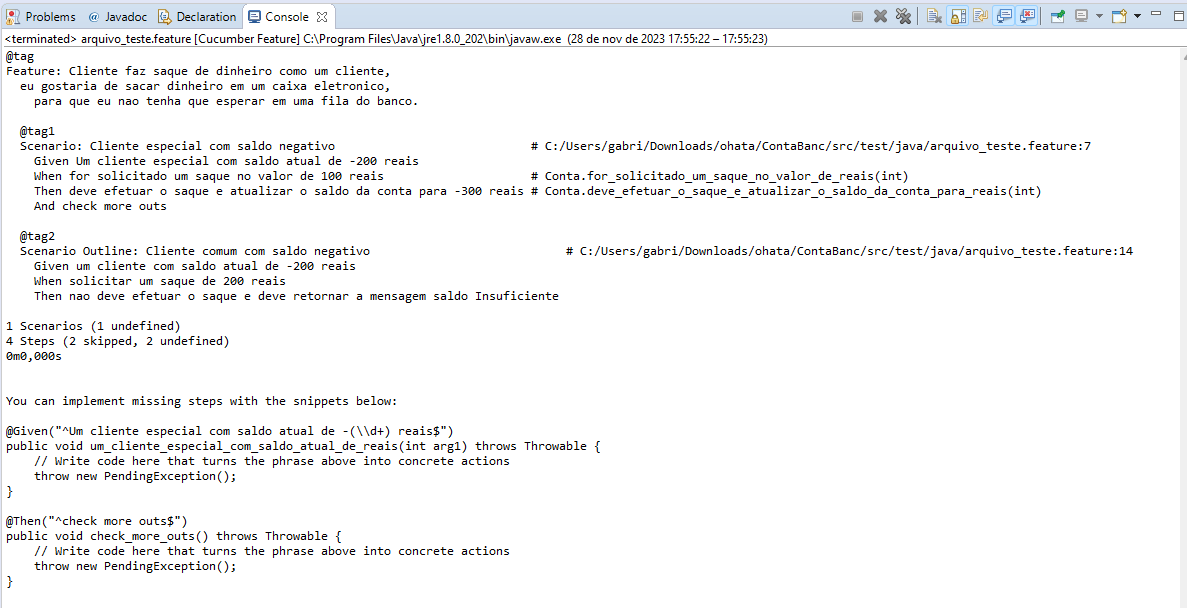 Problems @ Javadoc Declaration Console
<terminated> arquivo_teste.feature [Cucumber Feature] C:\Program Files\Java\jre1.8.0_202\bin\javaw.exe (28 de nov de 2023 17:55:22 – 17:55:23)
@tag
Feature: Cliente faz saque de dinheiro como um cliente,
  eu gostaria de sacar dinheiro em um caixa eletronico,
    para que eu nao tenha que esperar em uma fila do banco.
  @tag1
  Scenario: Cliente especial com saldo negativo                            # C:/Users/gabri/Downloads/ohata/ContaBanc/src/test/java/arquivo_teste.feature:7
    Given Um cliente especial com saldo atual de -200 reais
    When for solicitado um saque no valor de 100 reais                     # Conta.for_solicitado_um_saque_no_valor_de_reais(int)
    Then deve efetuar o saque e atualizar o saldo da conta para -300 reais # Conta.deve_efetuar_o_saque_e_atualizar_o_saldo_da_conta_para_reais(int)
    And check more outs
  @tag2
  Scenario Outline: Cliente comum com saldo negativo                            # C:/Users/gabri/Downloads/ohata/ContaBanc/src/test/java/arquivo_teste.feature:14
    Given um cliente com saldo atual de -200 reais
    When solicitar um saque de 200 reais
    Then nao deve efetuar o saque e deve retornar a mensagem saldo Insuficiente
1 Scenarios (1 undefined)
4 Steps (2 skipped, 2 undefined)
0m0,000s
You can implement missing steps with the snippets below:
@Given("^Um cliente especial com saldo atual de -(\\d+) reais$")
public void um_cliente_especial_com_saldo_atual_de_reais(int arg1) throws Throwable {
    // Write code here that turns the phrase above into concrete actions
    throw new PendingException();
}
@Then("^check more outs$")
public void check_more_outs() throws Throwable {
    // Write code here that turns the phrase above into concrete actions
    throw new PendingException();
}